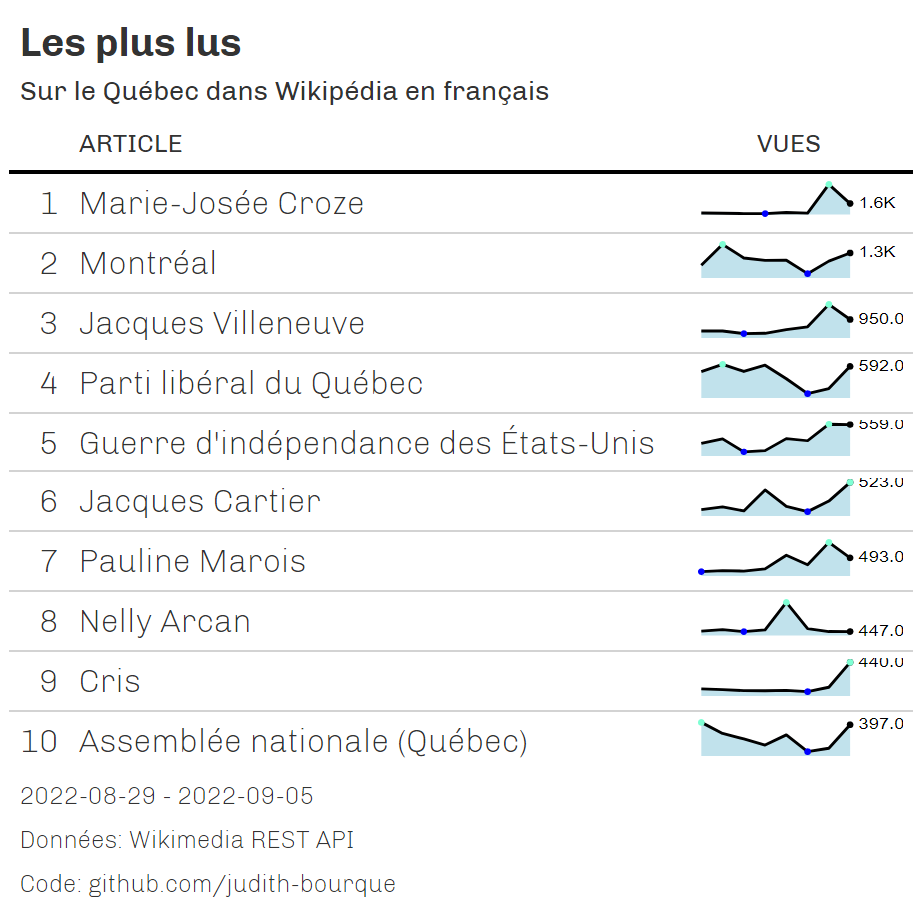 Les plus lus
Sur le Québec dans Wikipédia en français
ARTICLE VUES
1 Marie-Josée Croze 1.6K
2 Montréal 1.3K
3 Jacques Villeneuve 950.0
4 Parti libéral du Québec 592.0
5 Guerre d'indépendance des États-Unis 559.0
6 Jacques Cartier 523.0
7 Pauline Marois 493.0
8 Nelly Arcan 447.0
9 Cris 440.0
10 Assemblée nationale (Québec) 397.0
2022-08-29 - 2022-09-05
Données: Wikimedia REST API
Code: github.com/judith-bourque